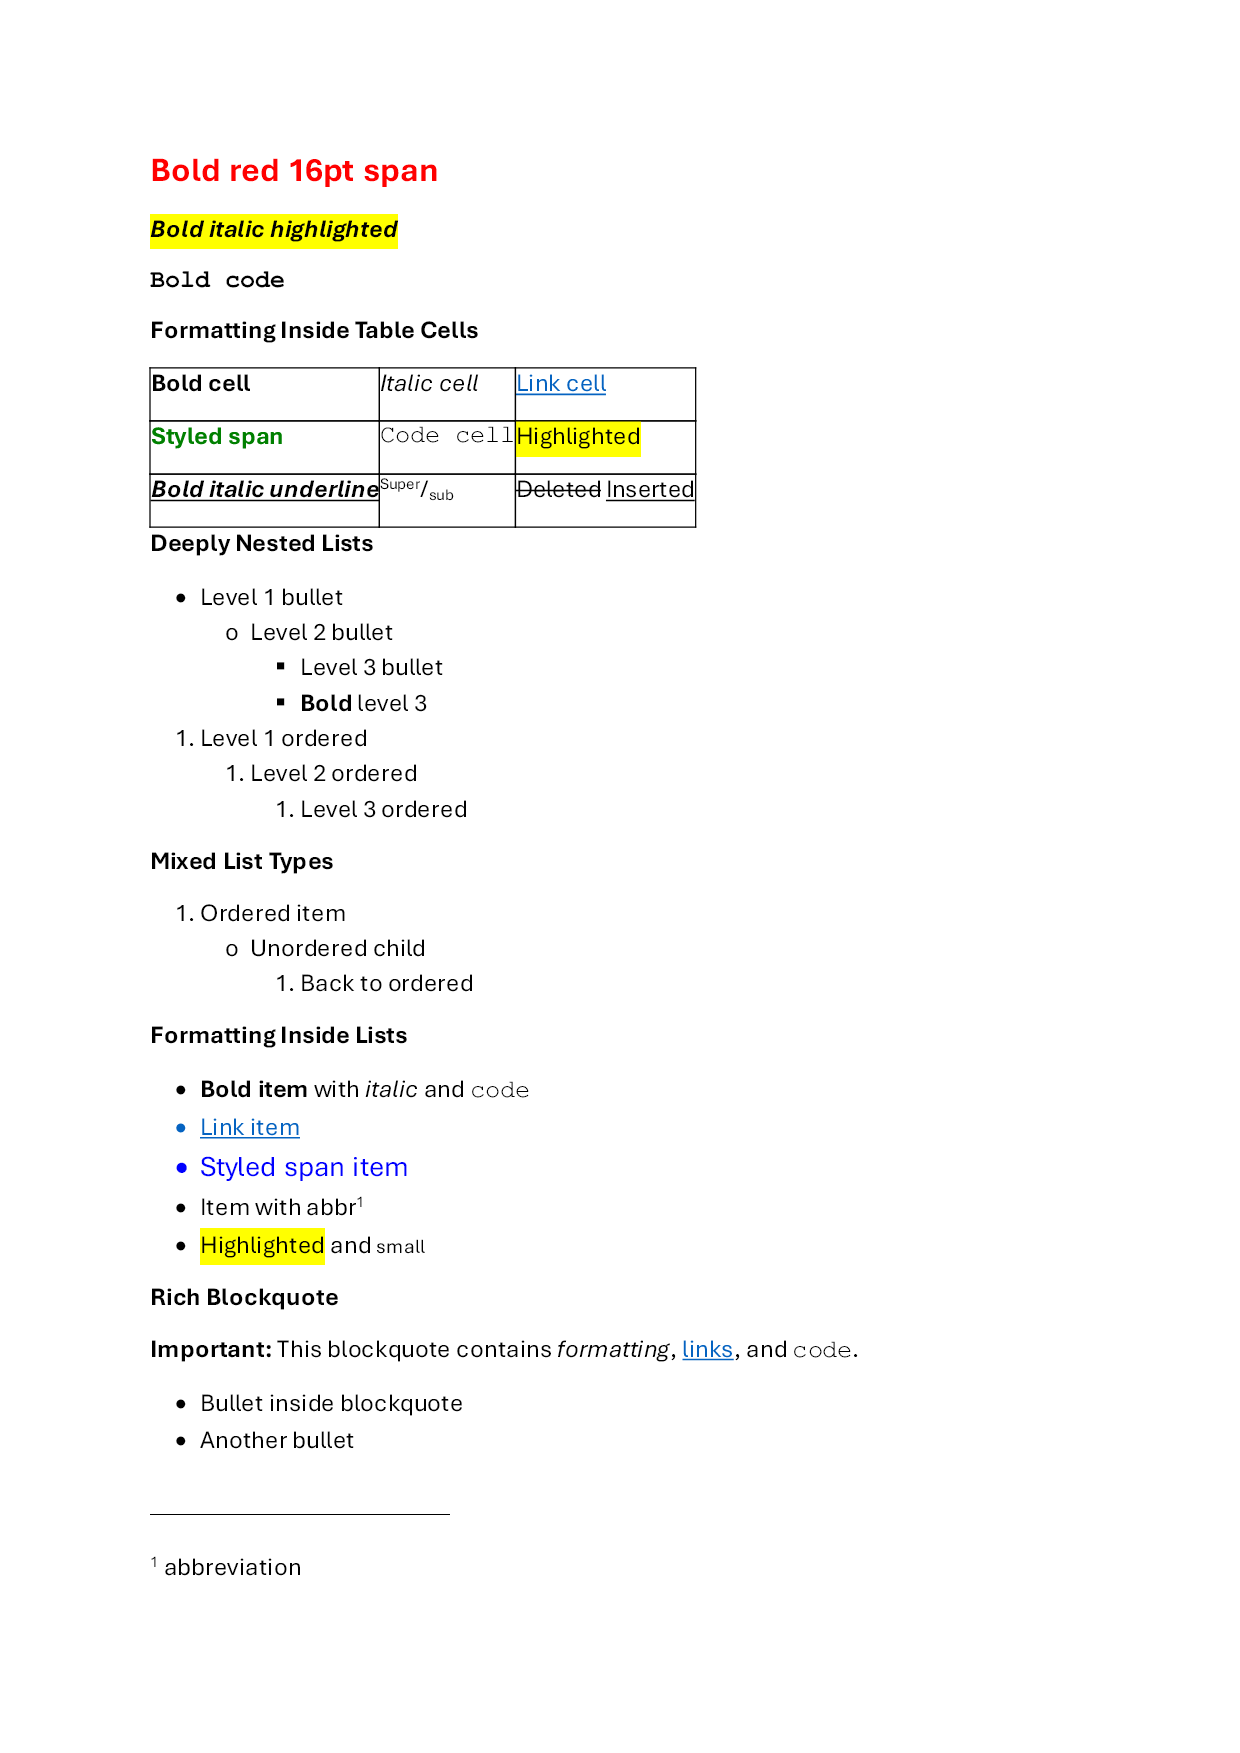 Bold red 16pt span
Bold italic highlighted
Bold code
Formatting Inside Table Cells
Bold cell Italic cell Link cell
Styled span Code cell Highlighted
Bold italic underline Super/sub Deleted Inserted
Deeply Nested Lists
• Level 1 bullet
o Level 2 bullet
▪ Level 3 bullet
▪ Bold level 3
1. Level 1 ordered
1. Level 2 ordered
1. Level 3 ordered
Mixed List Types
1. Ordered item
o Unordered child
1. Back to ordered
Formatting Inside Lists
• Bold item with italic and code
• Link item
• Styled span item
• Item with abbr1
• Highlighted and small
Rich Blockquote
Important: This blockquote contains formatting, links, and code.
• Bullet inside blockquote
• Another bullet
1 abbreviation